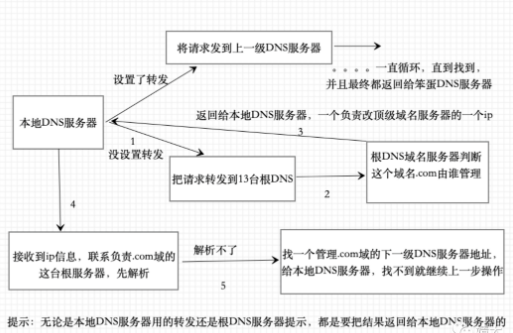 将请求发到上一级DNS服务器
。。。。一直循环，直到找到，
并且最终都返回给笨蛋DNS服务器
设置了转发
本地DNS服务器
返回给本地DNS服务器，一个负责改顶级域名服务器的一个ip
3
1
没设置转发
把请求转发到13台根DNS
2
根DNS域名服务器判断
这个域名.com由谁管理
4
接收到ip信息，联系负责.com域的
这台根服务器，先解析
解析不了
5
找一个管理.com域的下一级DNS服务器地址，
给本地DNS服务器，找不到就继续上一步操作
提示：无论是本地DNS服务器用的转发还是根DNS服务器提示，都是要把结果返回给本地DNS服务器的